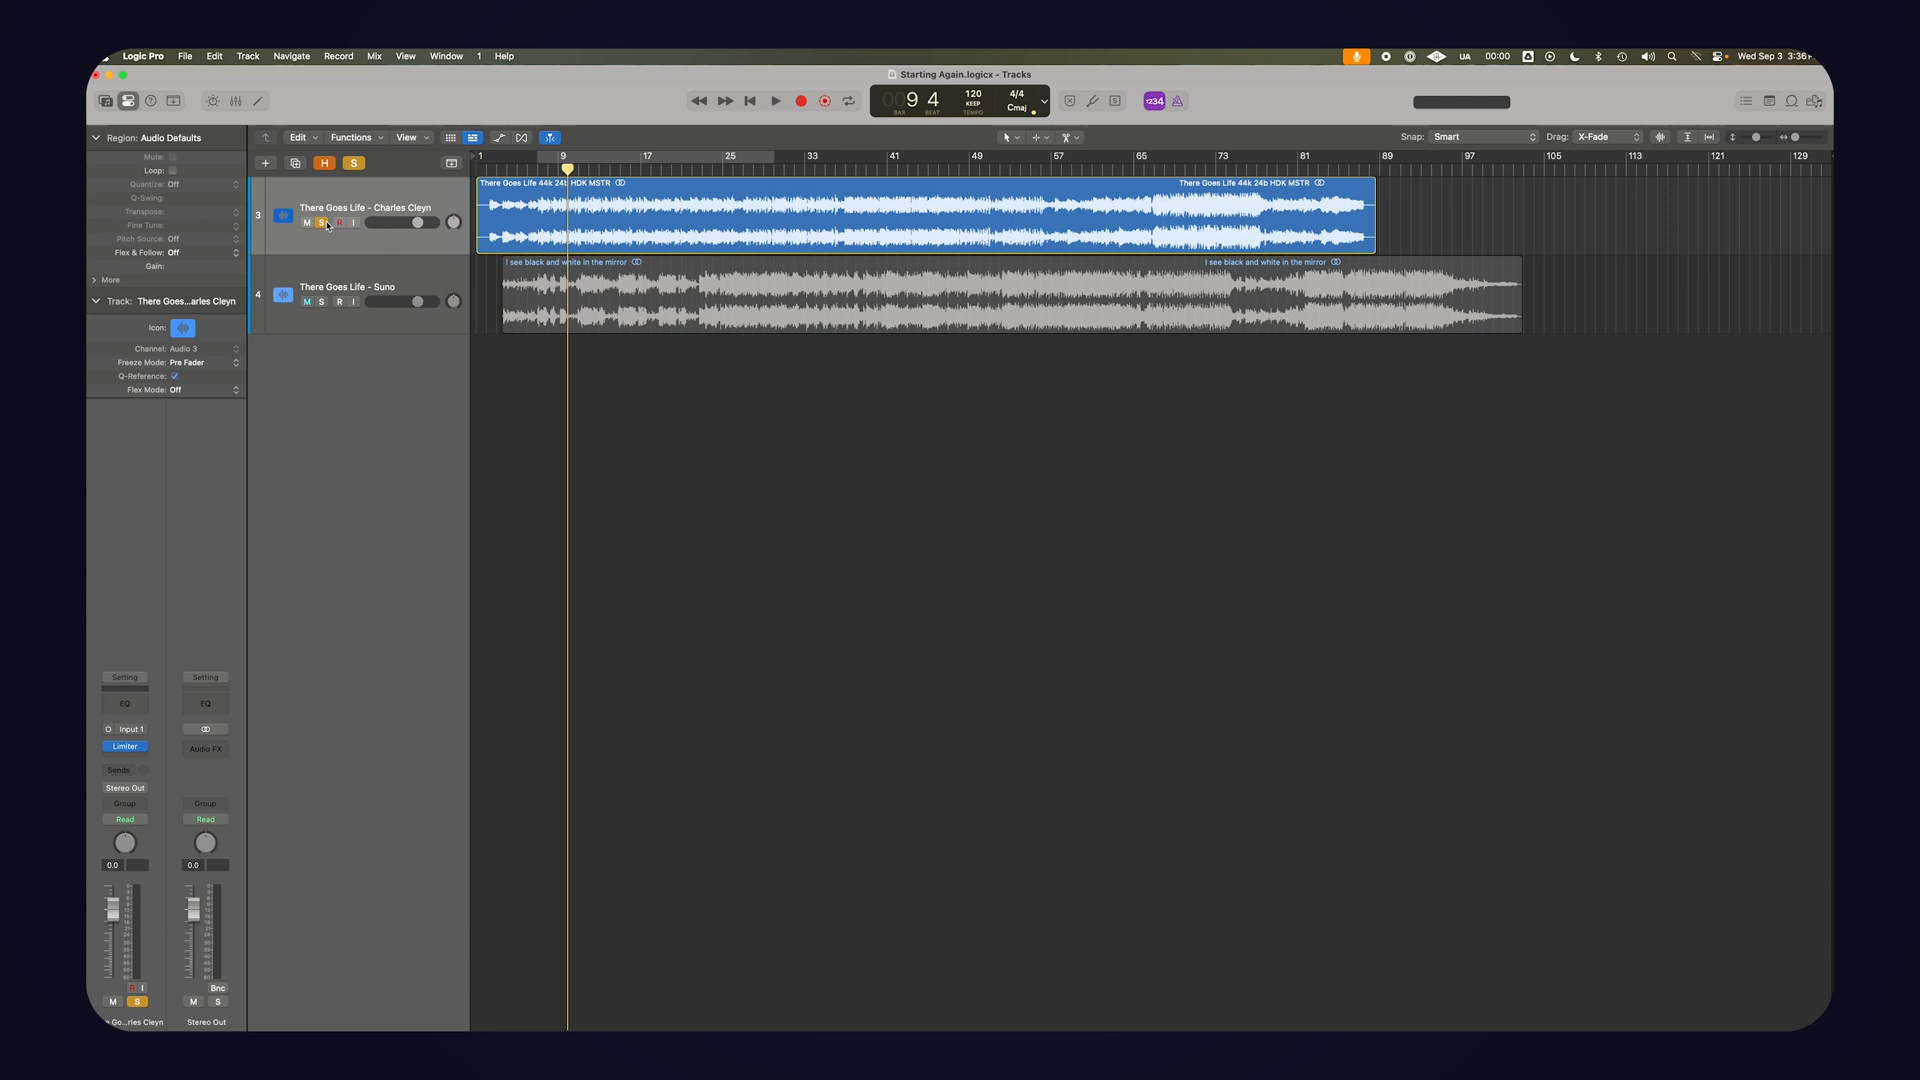 Logic Pro File Edit Track Navigate Record Mix View Window 1 Help
UA 00:00 Wed Sep 3 3:36
Starting Again.logicx - Tracks
009 4 120 KEEP 4/4 Cmaj
BAR BEAT TEMPO
1234
Region: Audio Defaults
Edit Functions View
Snap: Smart Drag: X-Fade
Mute:
Loop:
Quantize: Off
Q-Swing:
Transpose:
Fine Tune:
Pitch Source: Off
Flex & Follow: Off
Gain:
More
H S
1 9 17 25 33 41 49 57 65 73 81 89 97 105 113 121 129
There Goes Life 44k 24b HDK MSTR
There Goes Life 44k 24b HDK MSTR
3 There Goes Life - Charles Cleyn
M S R I
I see black and white in the mirror
I see black and white in the mirror
4 There Goes Life - Suno
M S R I
Track: There Goes...arles Cleyn
Icon:
Channel: Audio 3
Freeze Mode: Pre Fader
Q-Reference:
Flex Mode: Off
Setting Setting
EQ EQ
Input 1
Limiter Audio FX
Sends
Stereo Out
Group Group
Read Read
0.0 0.0
R I Bnc
M S M S
Go...rles Cleyn Stereo Out